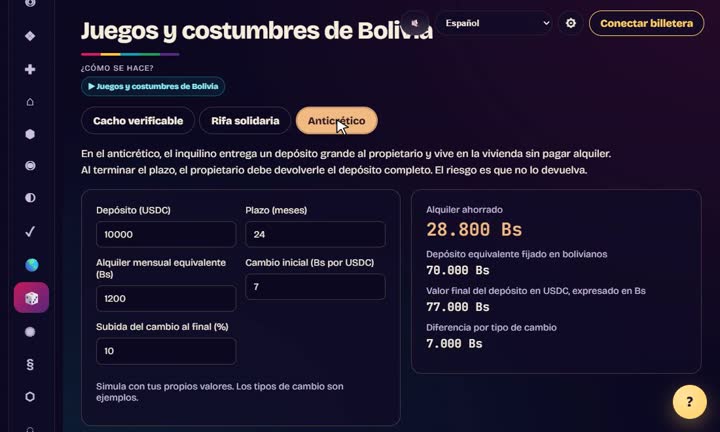 Juegos y costumbres de Bolivia
Español
Conectar billetera
¿CÓMO SE HACE?
▶ Juegos y costumbres de Bolivia
Cacho verificable
Rifa solidaria
Anticrético
En el anticrético, el inquilino entrega un depósito grande al propietario y vive en la vivienda sin pagar alquiler.
Al terminar el plazo, el propietario debe devolverle el depósito completo. El riesgo es que no lo devuelva.
Depósito (USDC)
10000
Plazo (meses)
24
Alquiler mensual equivalente
(Bs)
1200
Cambio inicial (Bs por USDC)
7
Subida del cambio al final (%)
10
Simula con tus propios valores. Los tipos de cambio son
ejemplos.
Alquiler ahorrado
28.800 Bs
Depósito equivalente fijado en bolivianos
70.000 Bs
Valor final del depósito en USDC, expresado en Bs
77.000 Bs
Diferencia por tipo de cambio
7.000 Bs
§
?